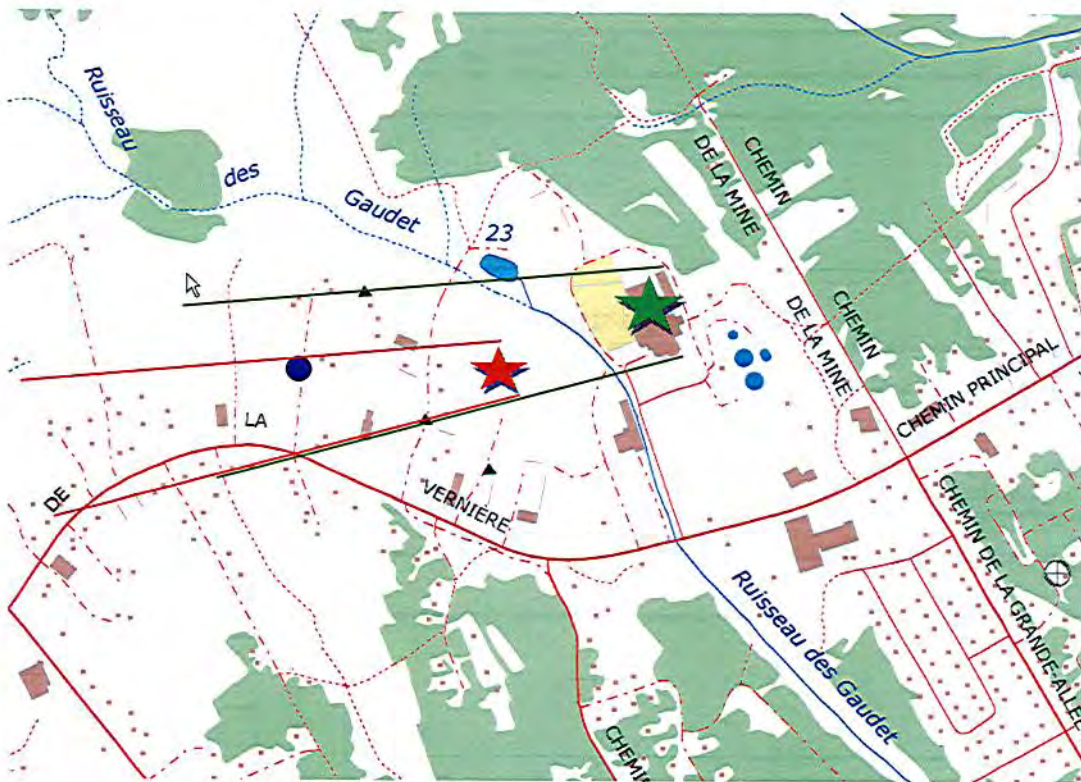 Ruisseau
des
Gaudet
23
CHEMIN
DE LA MINE
CHEMIN
DE LA MINE
CHEMIN PRINCIPAL
LA
DE
VERNIÈRE
CHEMIN DE LA GRANDE-ALLÉE
Ruisseau des Gaudet
CHEMIN